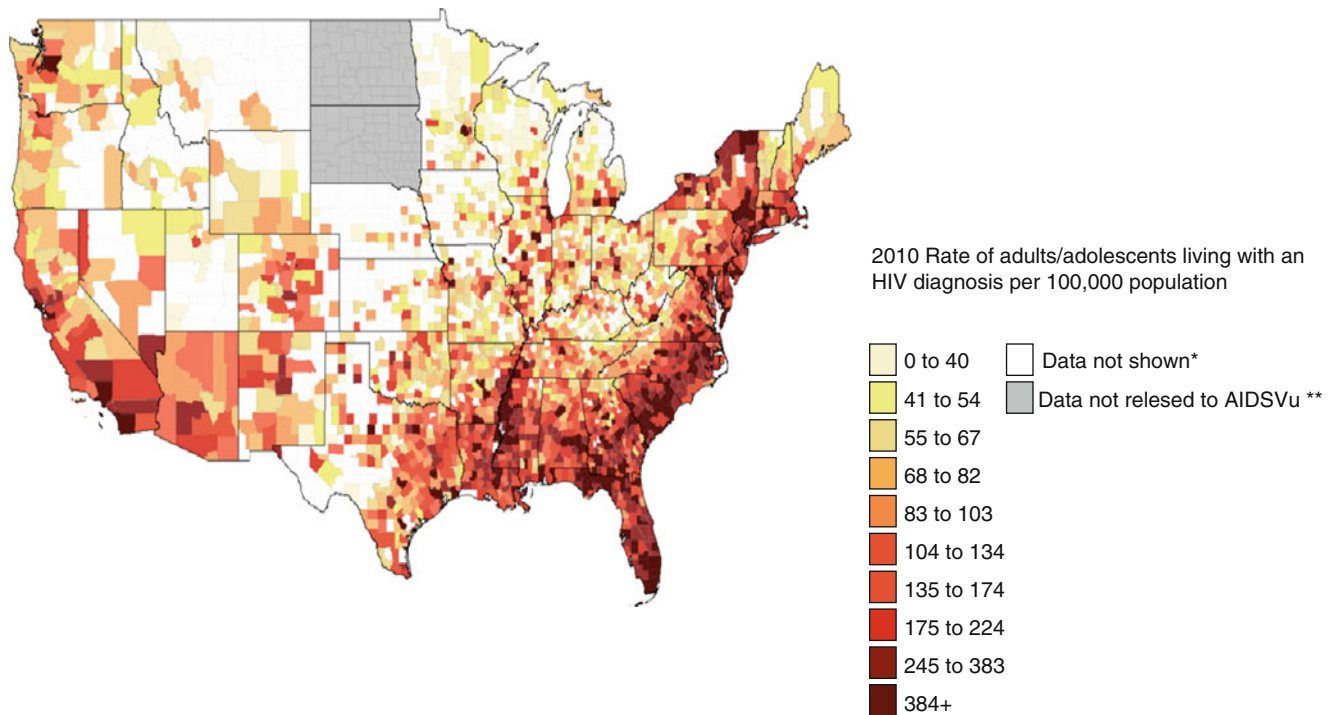 2010 Rate of adults/adolescents living with an
HIV diagnosis per 100,000 population
0 to 40
Data not shown*
41 to 54
Data not relesed to AIDSVu **
55 to 67
68 to 82
83 to 103
104 to 134
135 to 174
175 to 224
245 to 383
384+